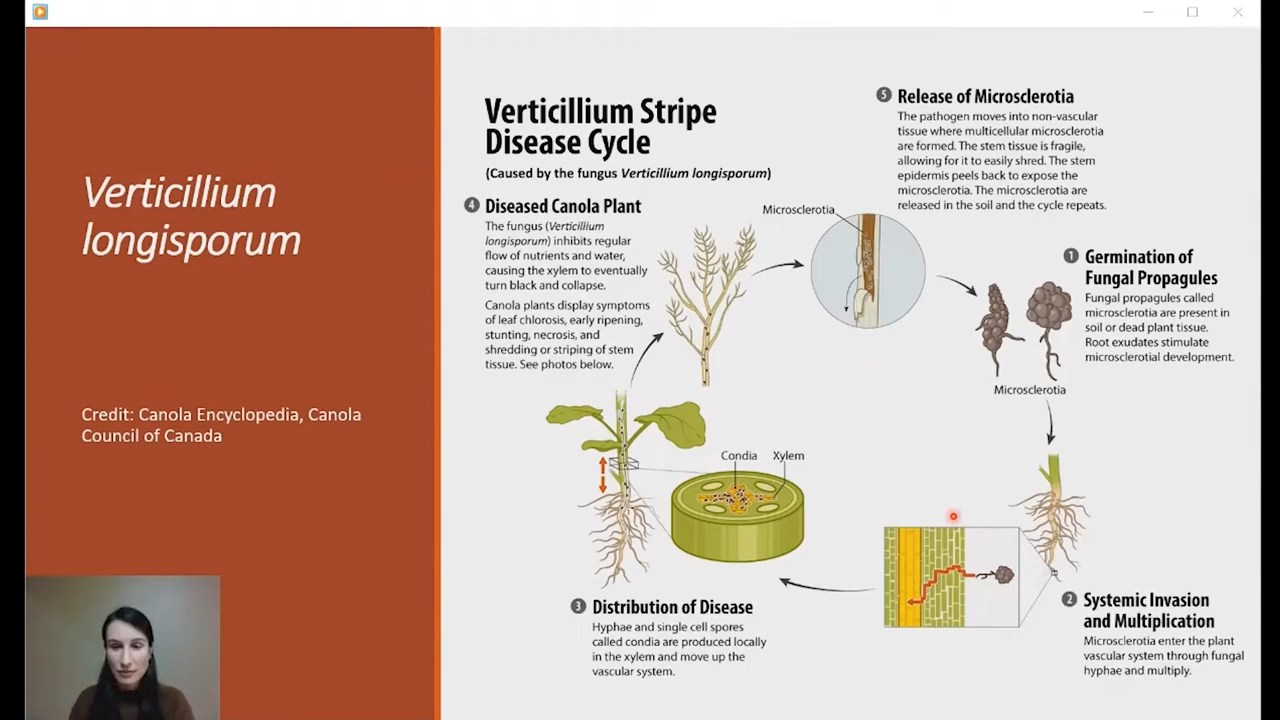 Verticillium
longisporum
Credit: Canola Encyclopedia, Canola
Council of Canada
Verticillium Stripe
Disease Cycle
(Caused by the fungus Verticillium longisporum)
4 Diseased Canola Plant
The fungus (Verticillium
longisporum) inhibits regular
flow of nutrients and water,
causing the xylem to eventually
turn black and collapse.
Canola plants display symptoms
of leaf chlorosis, early ripening,
stunting, necrosis, and
shredding or striping of stem
tissue. See photos below.
Microsclerotia
5 Release of Microsclerotia
The pathogen moves into non-vascular
tissue where multicellular microsclerotia
are formed. The stem tissue is fragile,
allowing for it to easily shred. The stem
epidermis peels back to expose the
microsclerotia. The microsclerotia are
released in the soil and the cycle repeats.
1 Germination of
Fungal Propagules
Fungal propagules called
microsclerotia are present in
soil or dead plant tissue.
Root exudates stimulate
microsclerotial development.
Microsclerotia
Condia Xylem
2 Systemic Invasion
and Multiplication
Microsclerotia enter the plant
vascular system through fungal
hyphae and multiply.
3 Distribution of Disease
Hyphae and single cell spores
called condia are produced locally
in the xylem and move up the
vascular system.